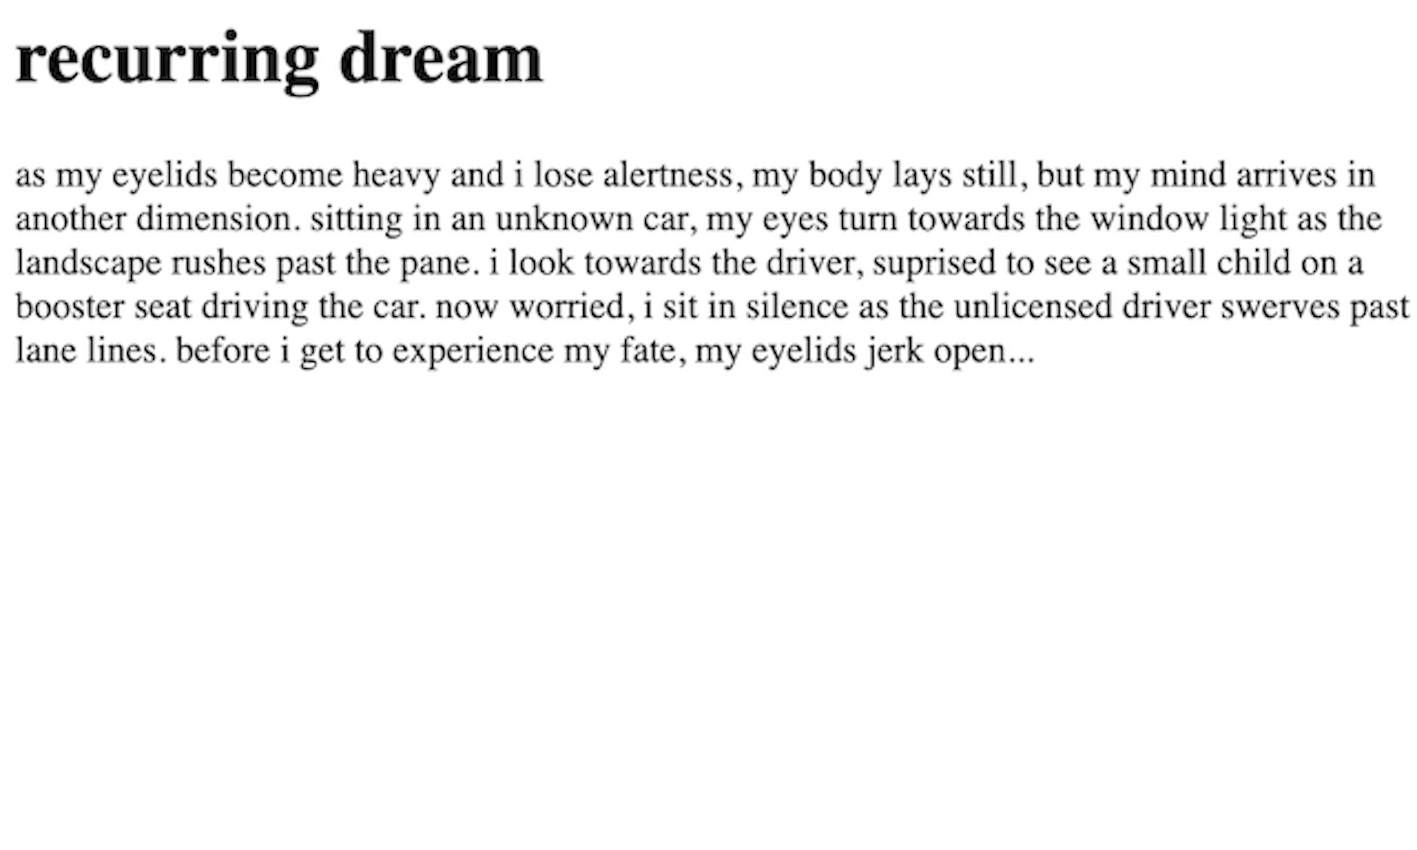 recurring dream
as my eyelids become heavy and i lose alertness, my body lays still, but my mind arrives in
another dimension. sitting in an unknown car, my eyes turn towards the window light as the
landscape rushes past the pane. i look towards the driver, suprised to see a small child on a
booster seat driving the car. now worried, i sit in silence as the unlicensed driver swerves past
lane lines. before i get to experience my fate, my eyelids jerk open...